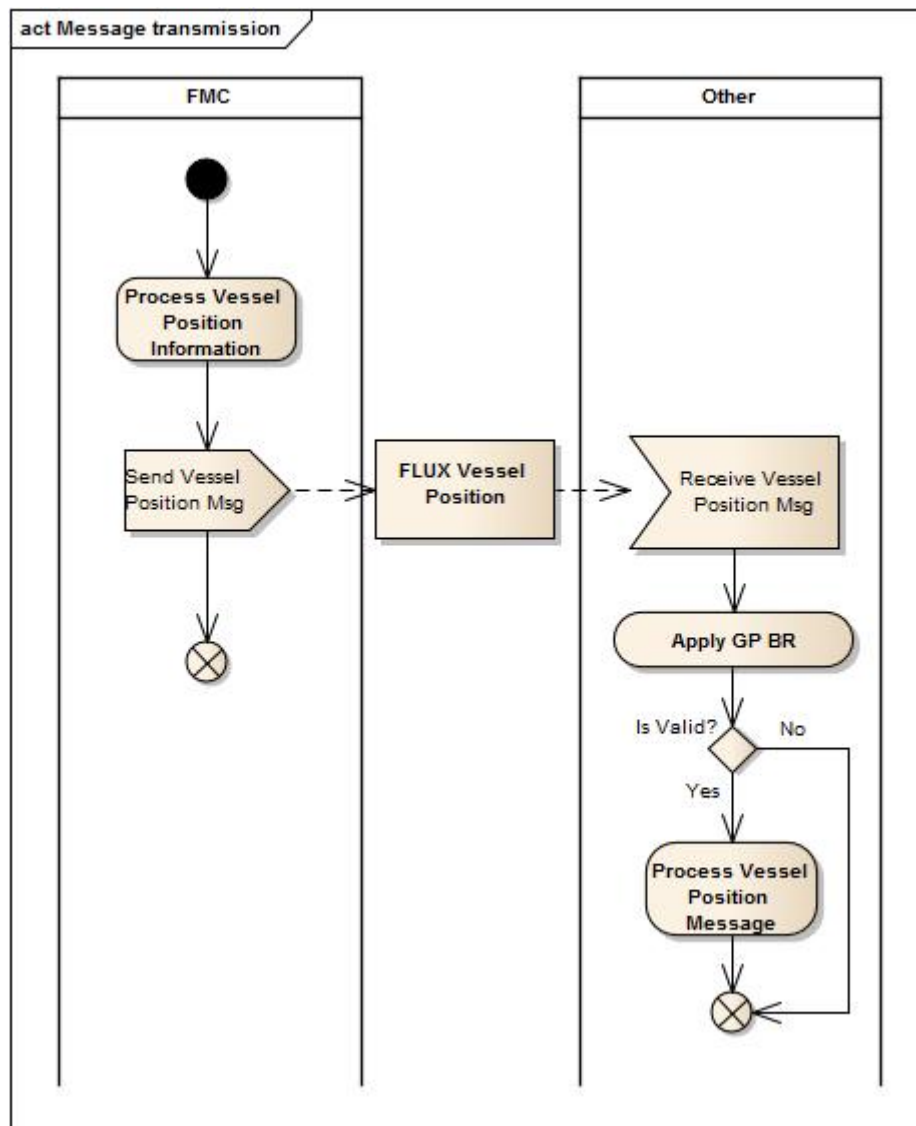 act Message transmission
FMC
Other
Process Vessel
Position
Information
Send Vessel
Position Msg
FLUX Vessel
Position
Receive Vessel
Position Msg
Apply GP BR
Is Valid?
No
Yes
Process Vessel
Position
Message